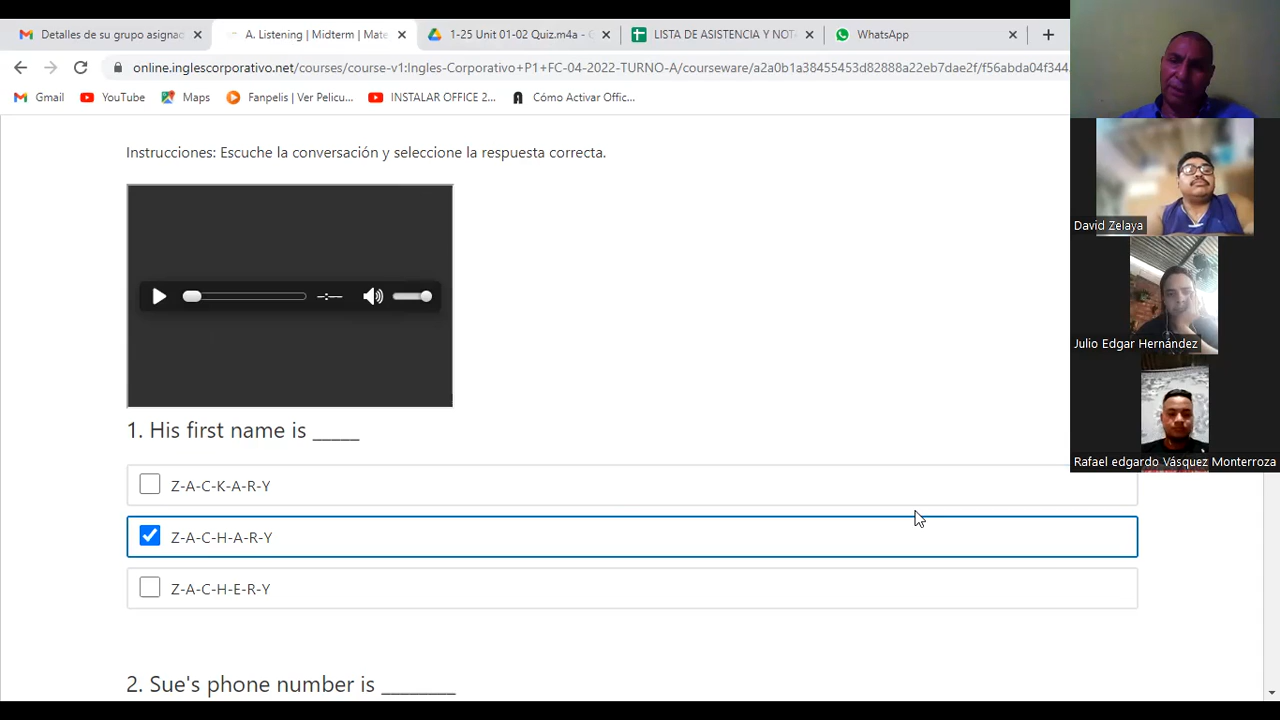 Detalles de su grupo asignac
A. Listening | Midterm | Mate
1-25 Unit 01-02 Quiz.m4a - G
LISTA DE ASISTENCIA Y NOT
WhatsApp
online.inglescorporativo.net/courses/course-v1:Ingles-Corporativo+P1+FC-04-2022-TURNO-A/courseware/a2a0b1a38455453d82888a22eb7dae2f/f56abda04f344
Gmail
YouTube
Maps
Fanpelis | Ver Pelicu...
INSTALAR OFFICE 2...
Cómo Activar Ofic...
Instrucciones: Escuche la conversación y seleccione la respuesta correcta.
--:--
1. His first name is _____
Z-A-C-K-A-R-Y
Z-A-C-H-A-R-Y
Z-A-C-H-E-R-Y
2. Sue's phone number is ________
David Zelaya
Julio Edgar Hernández
Rafael edgardo Vásquez Monterroza